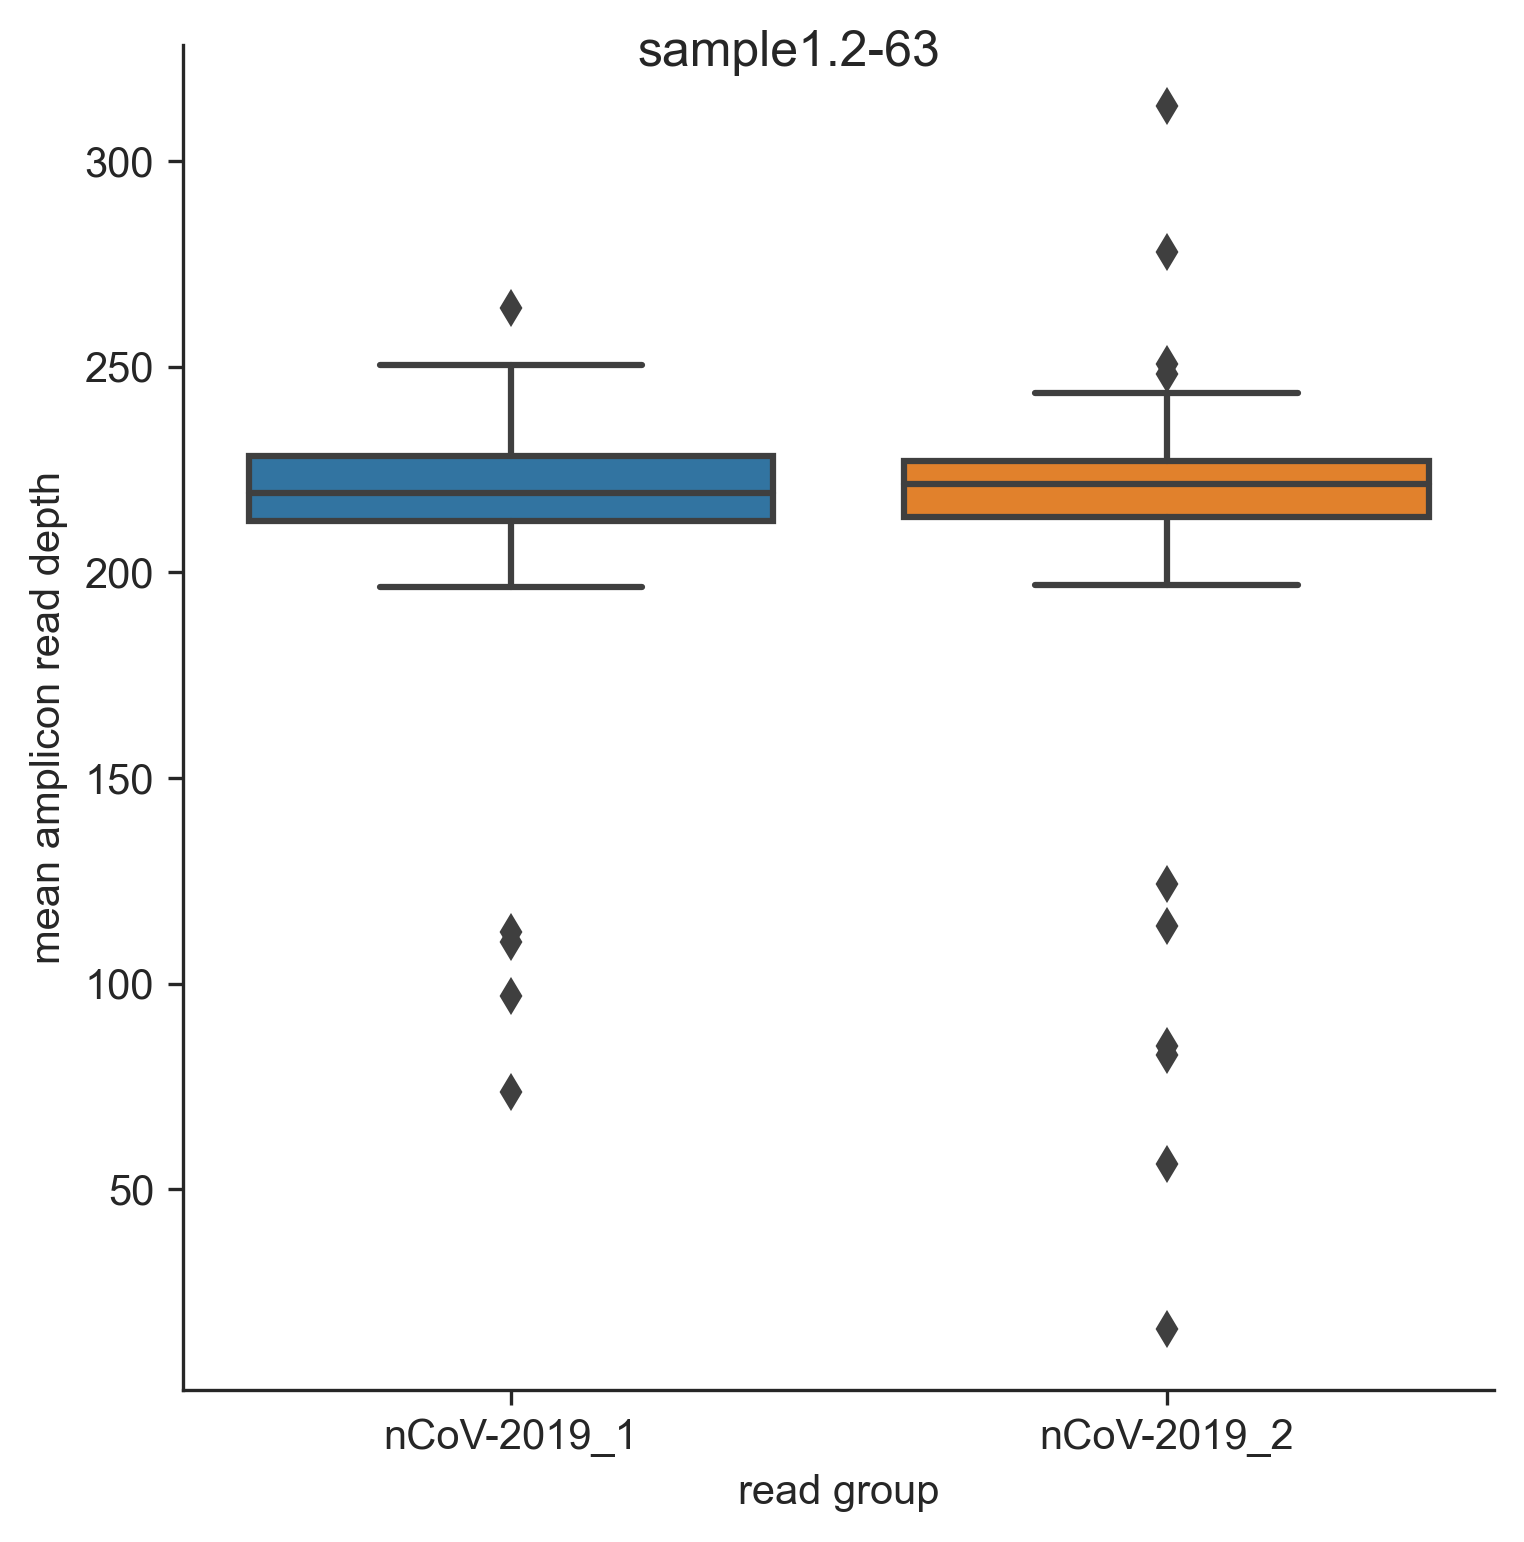 sample1.2-63
300
250
200
150
100
50
mean amplicon read depth
nCoV-2019_1
nCoV-2019_2
read group